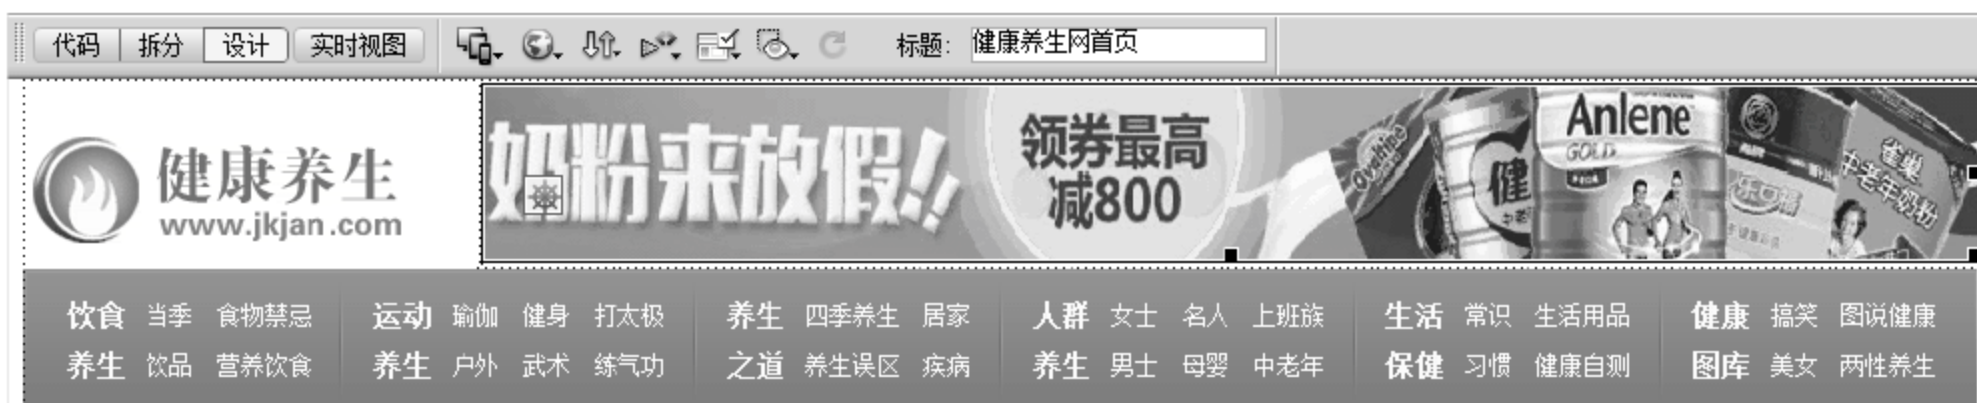 代码 拆分 设计 实时视图 标题: 健康养生网首页
健康养生
www.jkjan.com
奶粉来放假!!
领券最高
减800
Anlene
GOLD
健
中老
雀巢
中老年奶粉
饮食 当季 食物禁忌 运动 瑜伽 健身 打太极 养生 四季养生 居家 人群 女士 名人 上班族 生活 常识 生活用品 健康 搞笑 图说健康
养生 饮品 营养饮食 养生 户外 武术 练气功 之道 养生误区 疾病 养生 男士 母婴 中老年 保健 习惯 健康自测 图库 美女 两性养生